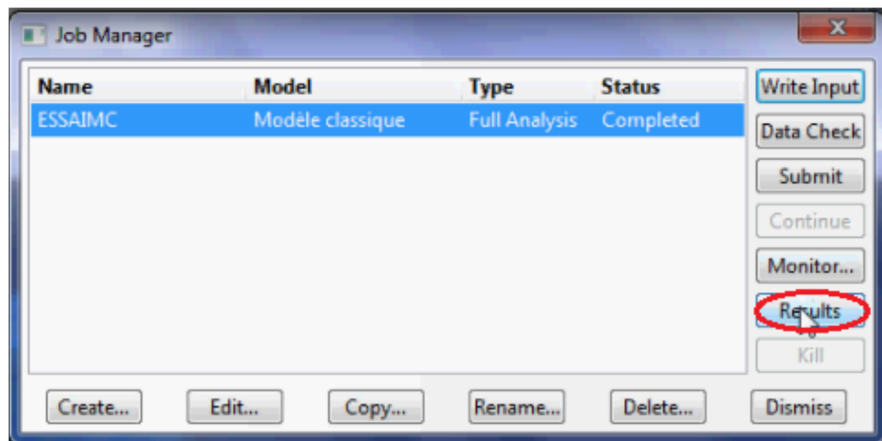 Job Manager
Name Model Type Status
ESSAIMC Modèle classique Full Analysis Completed
Write Input
Data Check
Submit
Continue
Monitor...
Results
Kill
Create... Edit... Copy... Rename... Delete... Dismiss